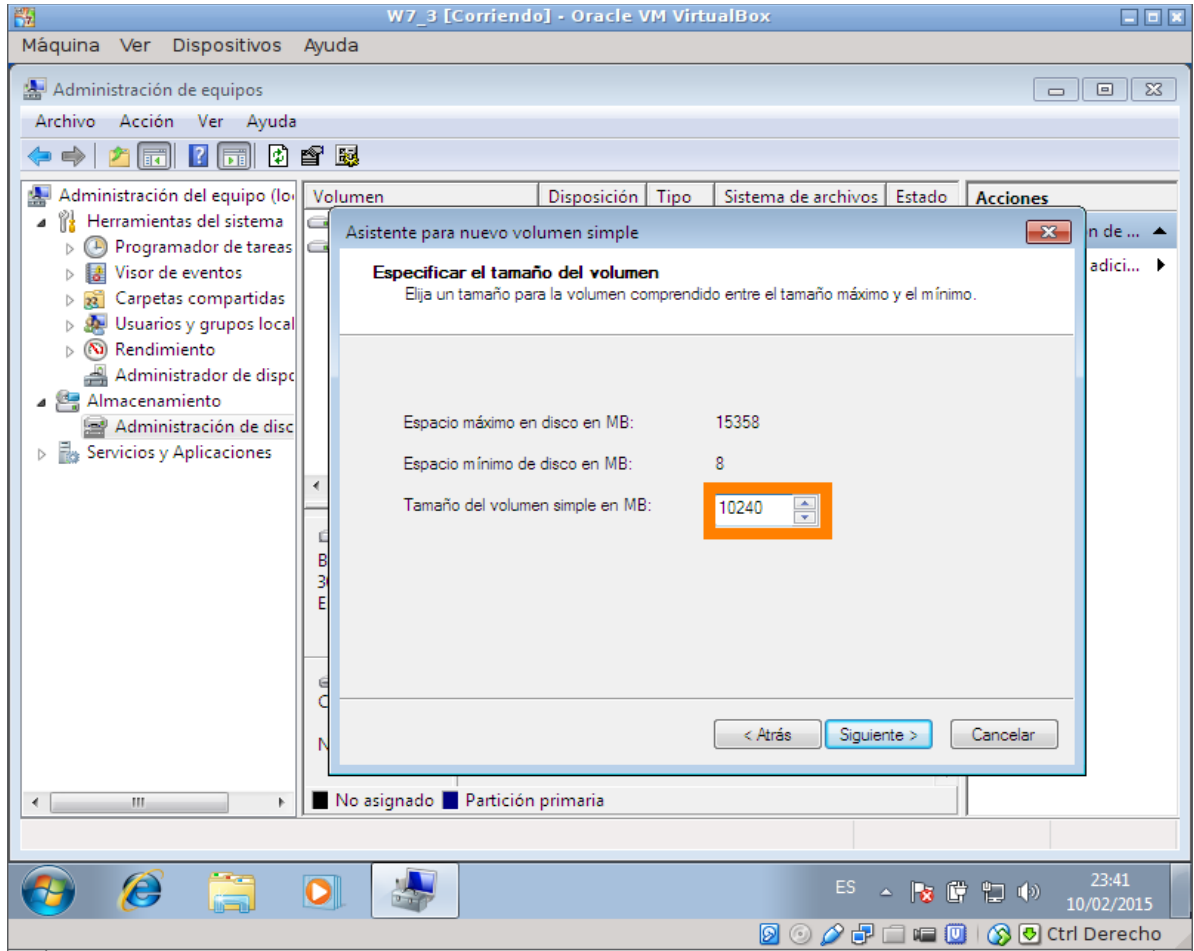 W7_3 [Corriendo] - Oracle VM VirtualBox
Máquina Ver Dispositivos Ayuda
Administración de equipos
Archivo Acción Ver Ayuda
Administración del equipo (lo
Herramientas del sistema
Programador de tareas
Visor de eventos
Carpetas compartidas
Usuarios y grupos local
Rendimiento
Administrador de dispo
Almacenamiento
Administración de disc
Servicios y Aplicaciones
Volumen Disposición Tipo Sistema de archivos Estado
Acciones
n de ...
adici...
Asistente para nuevo volumen simple
Especificar el tamaño del volumen
Elija un tamaño para la volumen comprendido entre el tamaño máximo y el mínimo.
Espacio máximo en disco en MB: 15358
Espacio mínimo de disco en MB: 8
Tamaño del volumen simple en MB: 10240
< Atrás Siguiente > Cancelar
No asignado Partición primaria
ES
23:41
10/02/2015
Ctrl Derecho